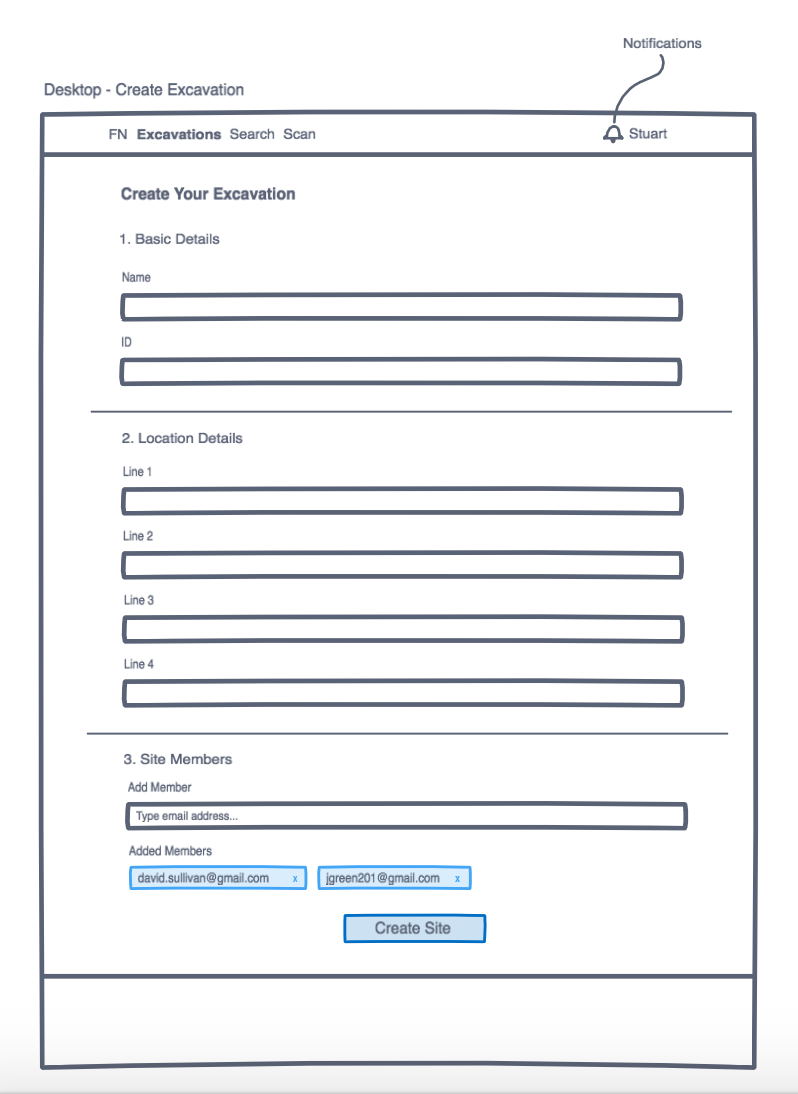 Notifications
Desktop - Create Excavation
FN Excavations Search Scan Stuart
Create Your Excavation
1. Basic Details
Name
ID
2. Location Details
Line 1
Line 2
Line 3
Line 4
3. Site Members
Add Member
Type email address...
Added Members
david.sullivan@gmail.com x jgreen201@gmail.com x
Create Site